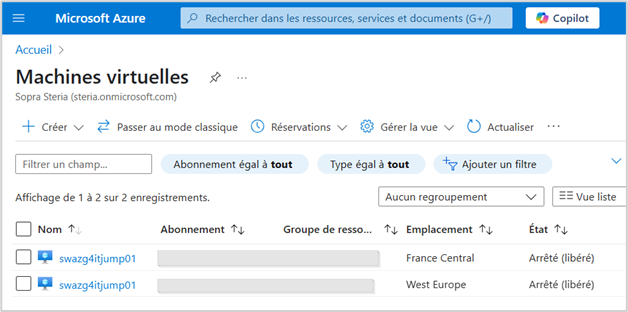 Microsoft Azure
Rechercher dans les ressources, services et documents (G+/)
Copilot
Accueil
Machines virtuelles
Sopra Steria (steria.onmicrosoft.com)
Créer
Passer au mode classique
Réservations
Gérer la vue
Actualiser
Filtrer un champ...
Abonnement égal à tout
Type égal à tout
Ajouter un filtre
Affichage de 1 à 2 sur 2 enregistrements.
Aucun regroupement
Vue liste
Nom Abonnement Groupe de resso... Emplacement État
swazg4itjump01 France Central Arrêté (libéré)
swazg4itjump01 West Europe Arrêté (libéré)